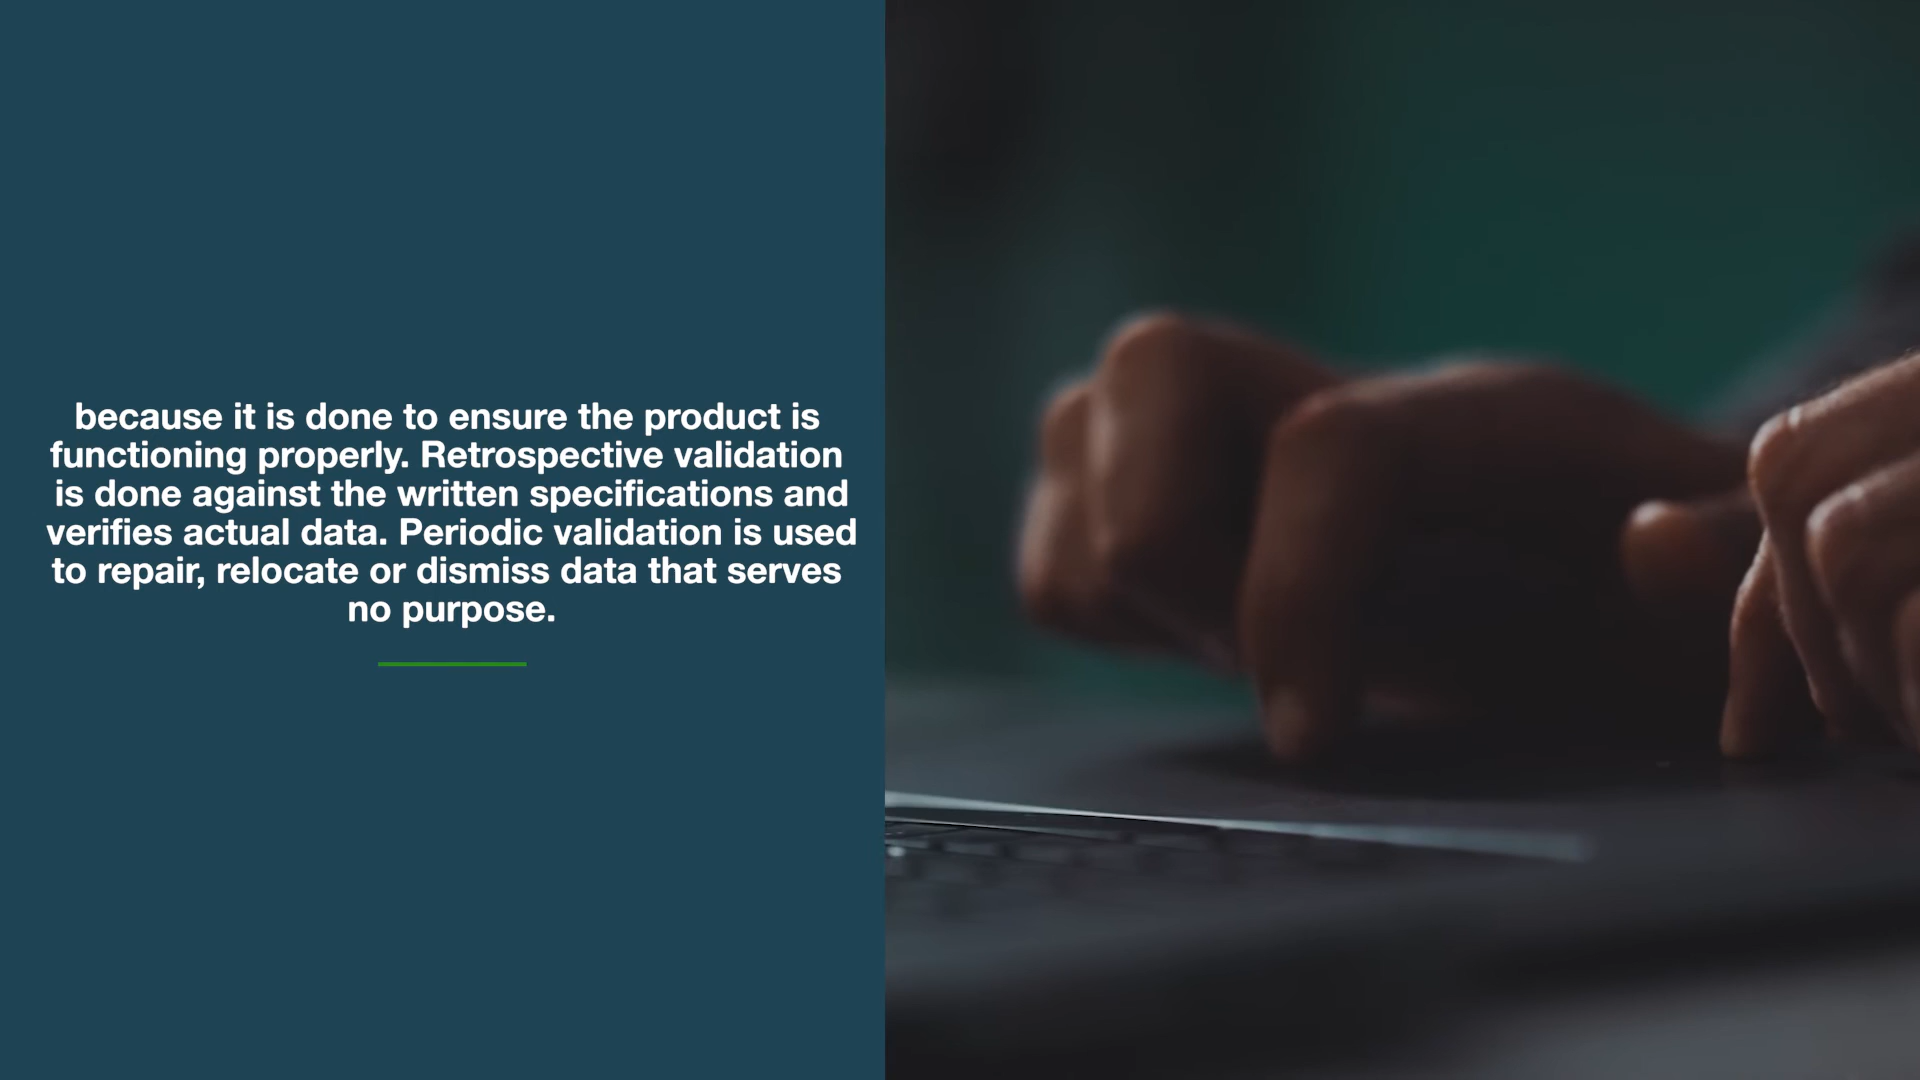 because it is done to ensure the product is
functioning properly. Retrospective validation
is done against the written specifications and
verifies actual data. Periodic validation is used
to repair, relocate or dismiss data that serves
no purpose.